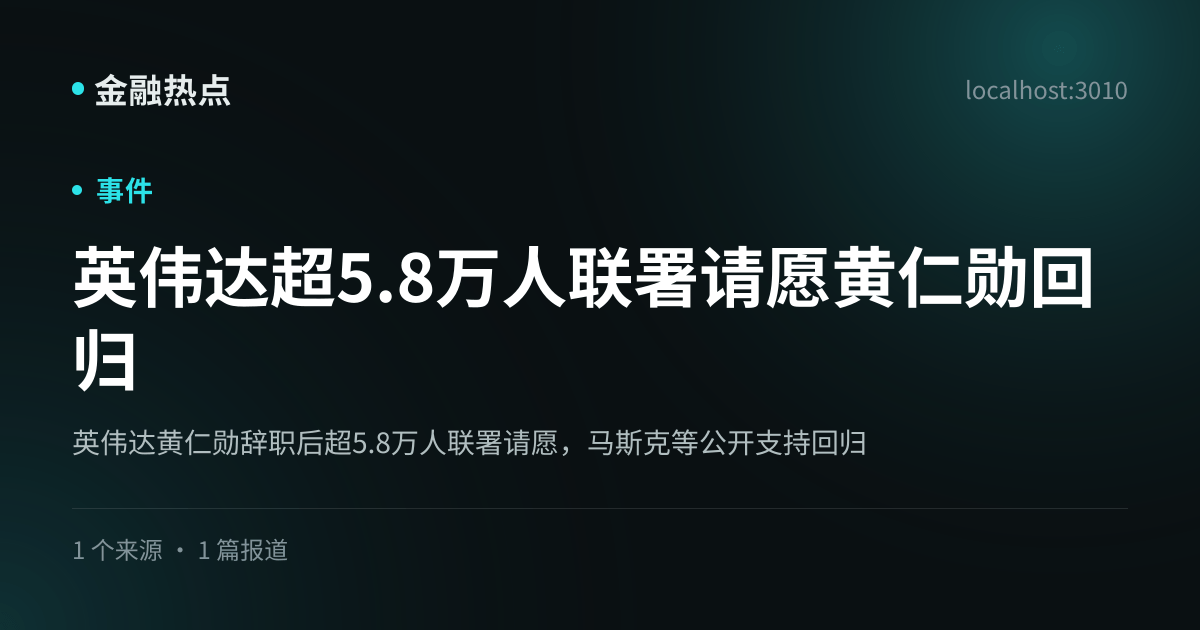 金融热点
localhost:3010
事件
英伟达超5.8万人联署请愿黄仁勋回
归
英伟达黄仁勋辞职后超5.8万人联署请愿，马斯克等公开支持回归
1 个来源 · 1 篇报道